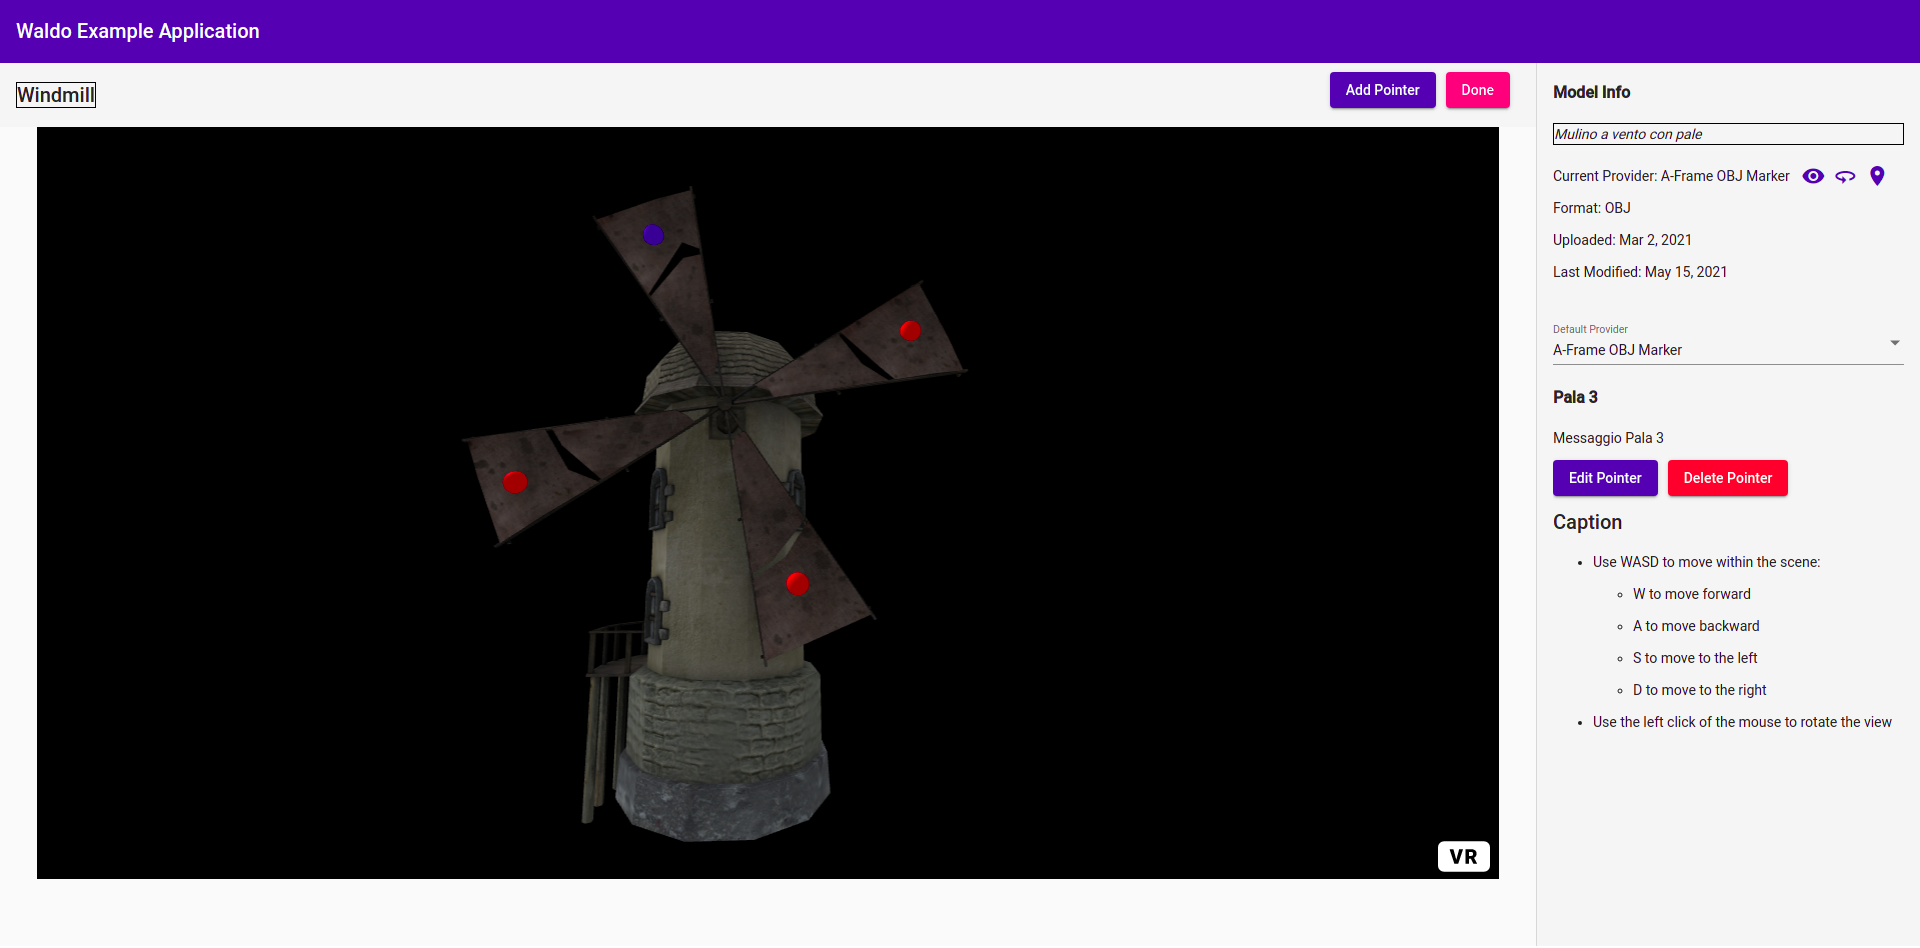 Waldo Example Application
Windmill
Add Pointer
Done
VR
Model Info
Mulino a vento con pale
Current Provider: A-Frame OBJ Marker
Format: OBJ
Uploaded: Mar 2, 2021
Last Modified: May 15, 2021
Default Provider
A-Frame OBJ Marker
Pala 3
Messaggio Pala 3
Edit Pointer
Delete Pointer
Caption
Use WASD to move within the scene:
W to move forward
A to move backward
S to move to the left
D to move to the right
Use the left click of the mouse to rotate the view